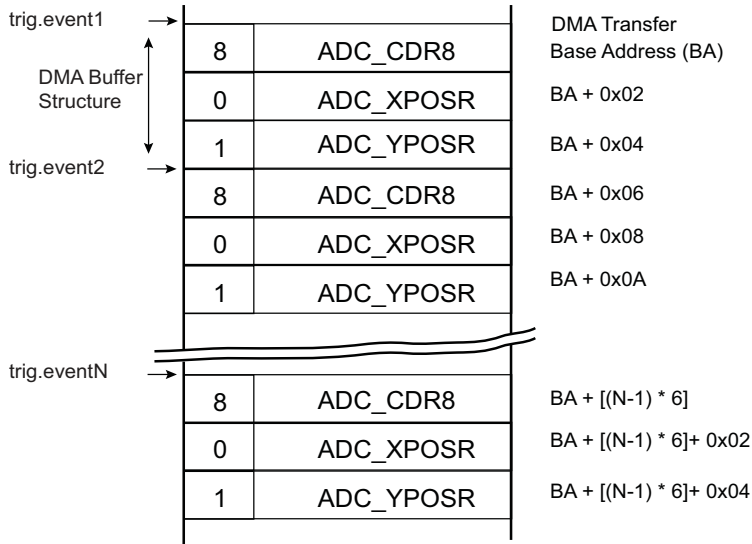 trig.event1
DMA Transfer
8 ADC_CDR8 Base Address (BA)
DMA Buffer
Structure
0 ADC_XPOSR BA + 0x02
1 ADC_YPOSR BA + 0x04
trig.event2
8 ADC_CDR8 BA + 0x06
0 ADC_XPOSR BA + 0x08
1 ADC_YPOSR BA + 0x0A
trig.eventN
8 ADC_CDR8 BA + [(N-1) * 6]
0 ADC_XPOSR BA + [(N-1) * 6]+ 0x02
1 ADC_YPOSR BA + [(N-1) * 6]+ 0x04